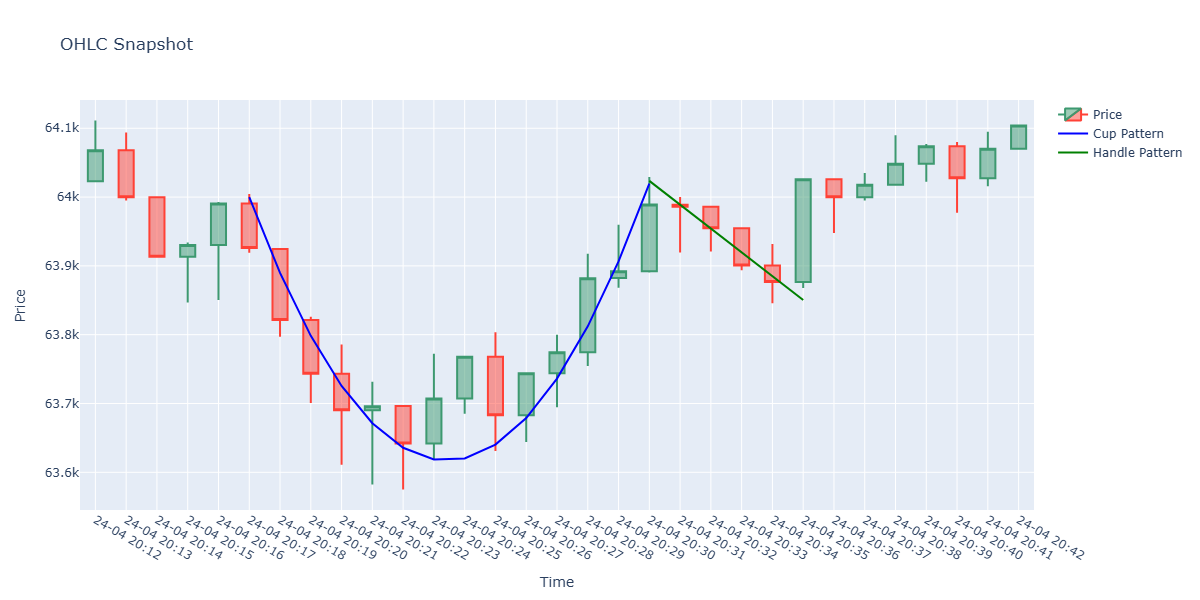 OHLC Snapshot
Price
Cup Pattern
Handle Pattern
64.1k
64k
63.9k
63.8k
63.7k
63.6k
Price
24-04 20:12
24-04 20:13
24-04 20:14
24-04 20:15
24-04 20:16
24-04 20:17
24-04 20:18
24-04 20:19
24-04 20:20
24-04 20:21
24-04 20:22
24-04 20:23
24-04 20:24
24-04 20:25
24-04 20:26
24-04 20:27
24-04 20:28
24-04 20:29
24-04 20:30
24-04 20:31
24-04 20:32
24-04 20:33
24-04 20:34
24-04 20:35
24-04 20:36
24-04 20:37
24-04 20:38
24-04 20:39
24-04 20:40
24-04 20:41
24-04 20:42
Time